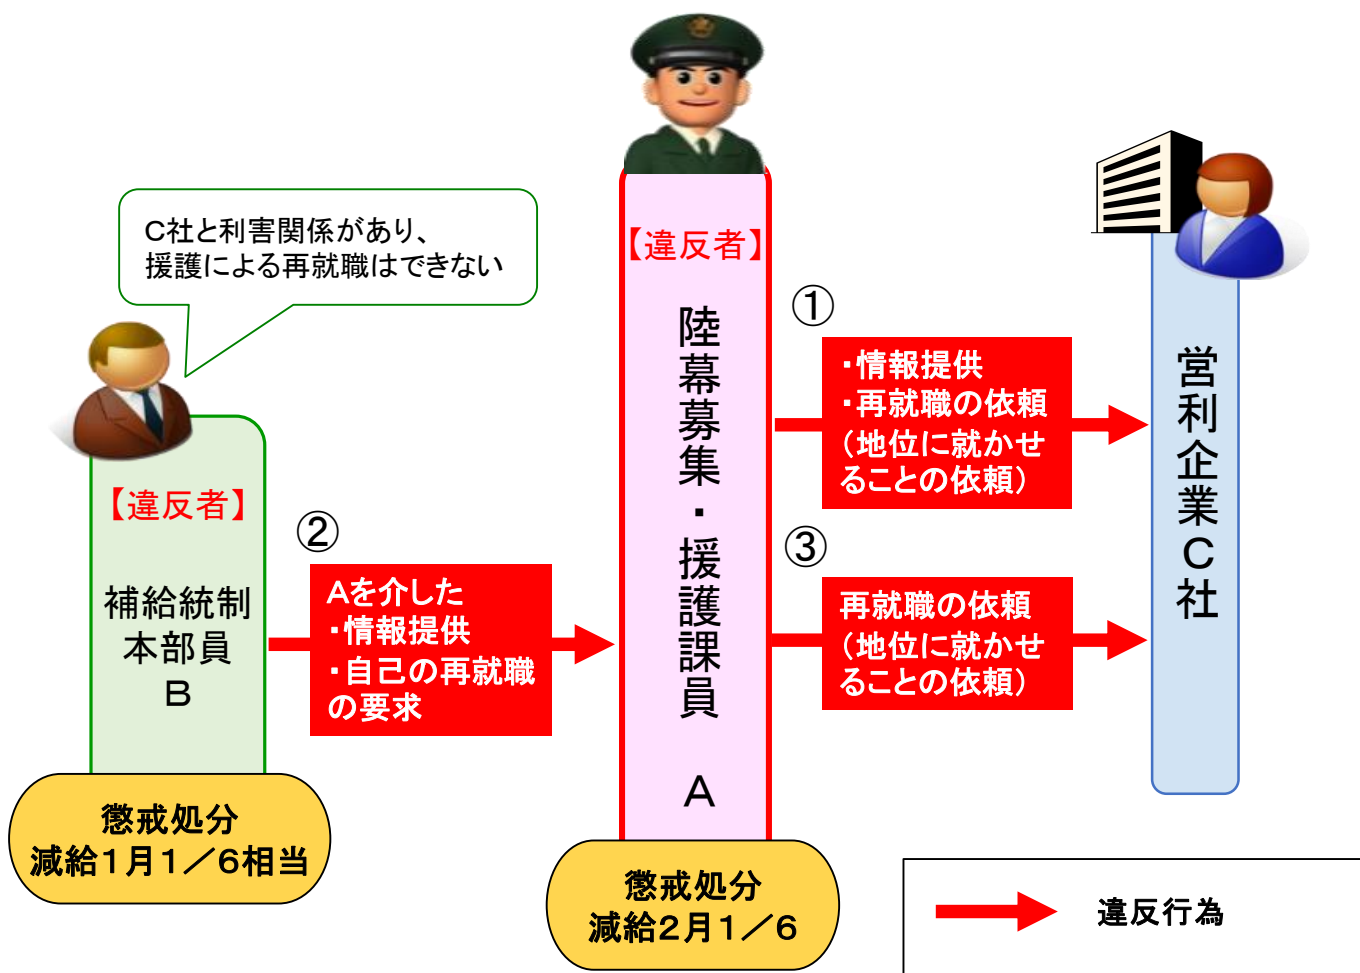 C社と利害関係があり、
援護による再就職はできない
【違反者】
補給統制
本部員
B
懲戒処分
減給1月1/6相当
②
Aを介した
・情報提供
・自己の再就職
の要求
【違反者】
陸幕募集・援護課員 A
懲戒処分
減給2月1/6
①
・情報提供
・再就職の依頼
(地位に就かせ
ることの依頼)
③
再就職の依頼
(地位に就かせ
ることの依頼)
営利企業C社
違反行為